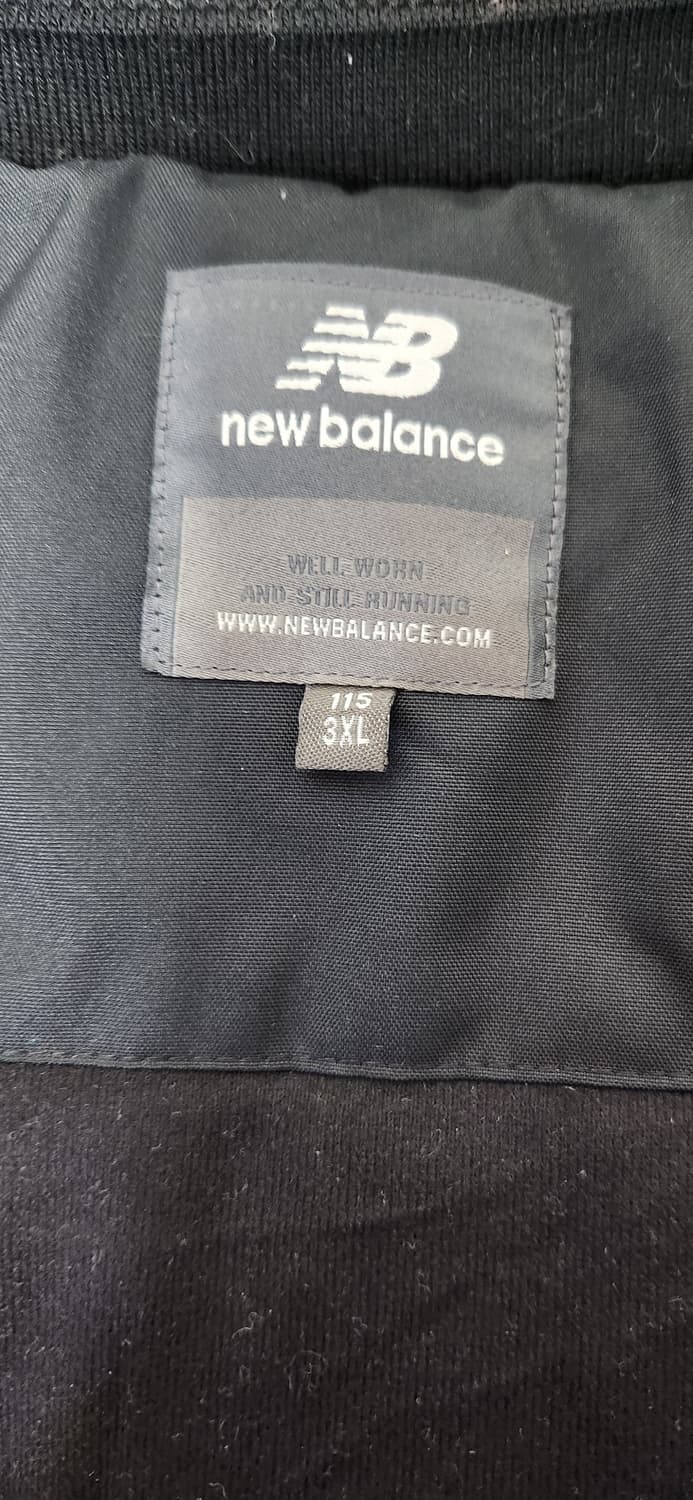 NB
new balance
WELL WORN
AND STILL RUNNING
WWW.NEWBALANCE.COM
115
3XL